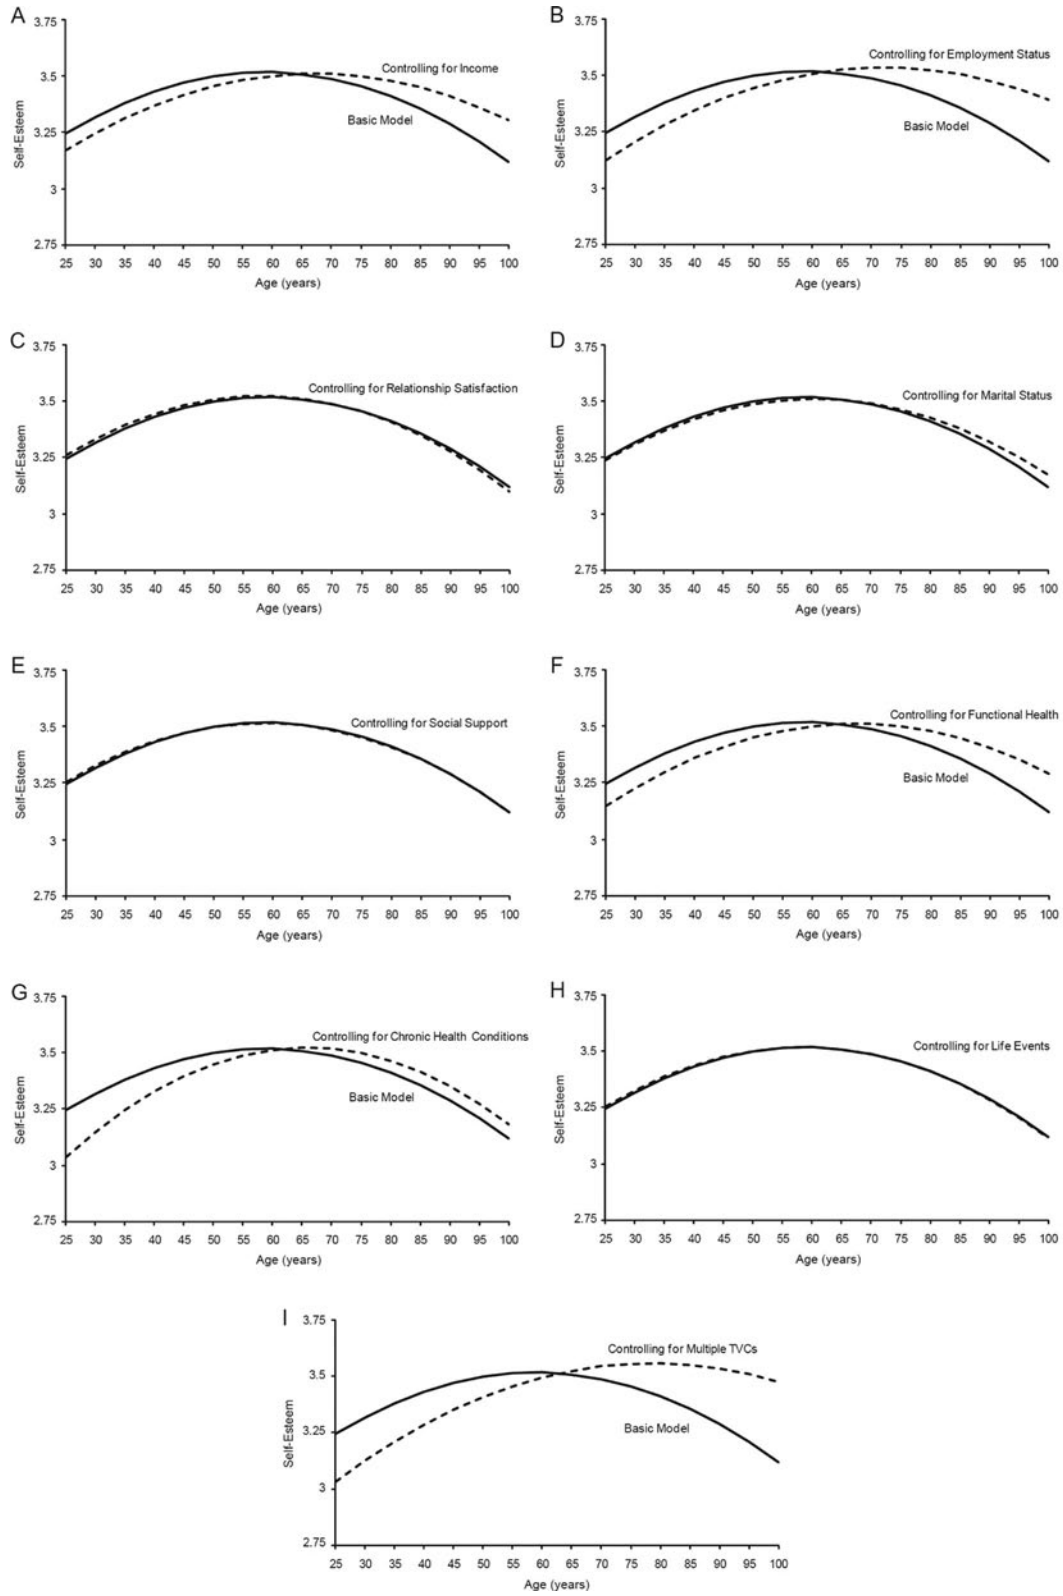 A
3.75
3.5
3.25
3
2.75
Self-Esteem
Controlling for Income
Basic Model
25 30 35 40 45 50 55 60 65 70 75 80 85 90 95 100
Age (years)
B
3.75
3.5
3.25
3
2.75
Self-Esteem
Controlling for Employment Status
Basic Model
25 30 35 40 45 50 55 60 65 70 75 80 85 90 95 100
Age (years)
C
3.75
3.5
3.25
3
2.75
Self-Esteem
Controlling for Relationship Satisfaction
25 30 35 40 45 50 55 60 65 70 75 80 85 90 95 100
Age (years)
D
3.75
3.5
3.25
3
2.75
Self-Esteem
Controlling for Marital Status
25 30 35 40 45 50 55 60 65 70 75 80 85 90 95 100
Age (years)
E
3.75
3.5
3.25
3
2.75
Self-Esteem
Controlling for Social Support
25 30 35 40 45 50 55 60 65 70 75 80 85 90 95 100
Age (years)
F
3.75
3.5
3.25
3
2.75
Self-Esteem
Controlling for Functional Health
Basic Model
25 30 35 40 45 50 55 60 65 70 75 80 85 90 95 100
Age (years)
G
3.75
3.5
3.25
3
2.75
Self-Esteem
Controlling for Chronic Health Conditions
Basic Model
25 30 35 40 45 50 55 60 65 70 75 80 85 90 95 100
Age (years)
H
3.75
3.5
3.25
3
2.75
Self-Esteem
Controlling for Life Events
25 30 35 40 45 50 55 60 65 70 75 80 85 90 95 100
Age (years)
I
3.75
3.5
3.25
3
2.75
Self-Esteem
Controlling for Multiple TVCs
Basic Model
25 30 35 40 45 50 55 60 65 70 75 80 85 90 95 100
Age (years)